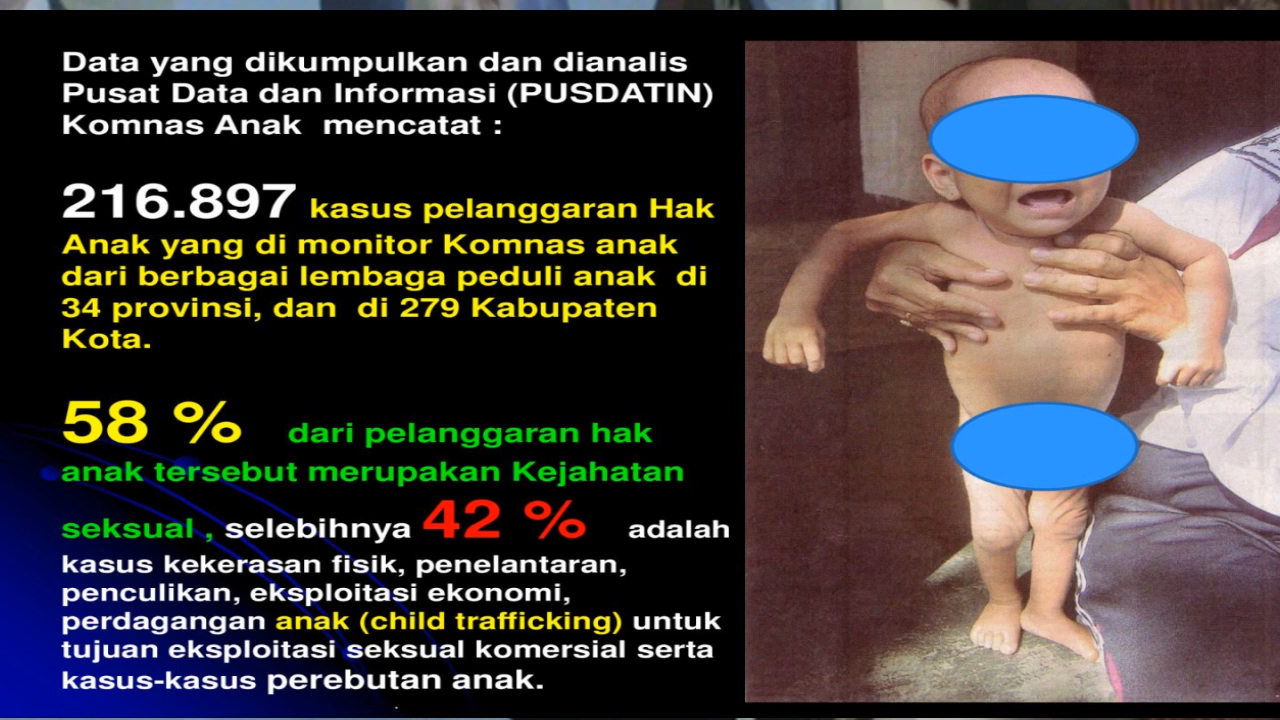 Data yang dikumpulkan dan dianalis
Pusat Data dan Informasi (PUSDATIN)
Komnas Anak mencatat :
216.897 kasus pelanggaran Hak
Anak yang di monitor Komnas anak
dari berbagai lembaga peduli anak di
34 provinsi, dan di 279 Kabupaten
Kota.
58 % dari pelanggaran hak
anak tersebut merupakan Kejahatan
seksual , selebihnya 42 % adalah
kasus kekerasan fisik, penelantaran,
penculikan, eksploitasi ekonomi,
perdagangan anak (child trafficking) untuk
tujuan eksploitasi seksual komersial serta
kasus-kasus perebutan anak.